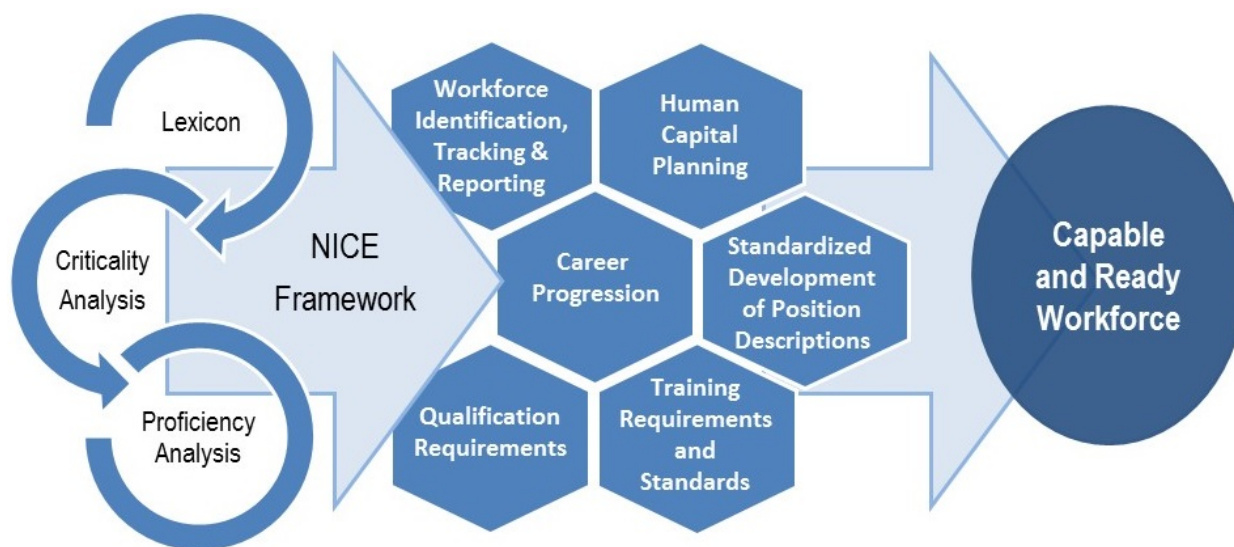 Lexicon
Criticality
Analysis
Proficiency
Analysis
NICE
Framework
Workforce
Identification,
Tracking &
Reporting
Human
Capital
Planning
Career
Progression
Standardized
Development
of Position
Descriptions
Qualification
Requirements
Training
Requirements
and
Standards
Capable
and Ready
Workforce